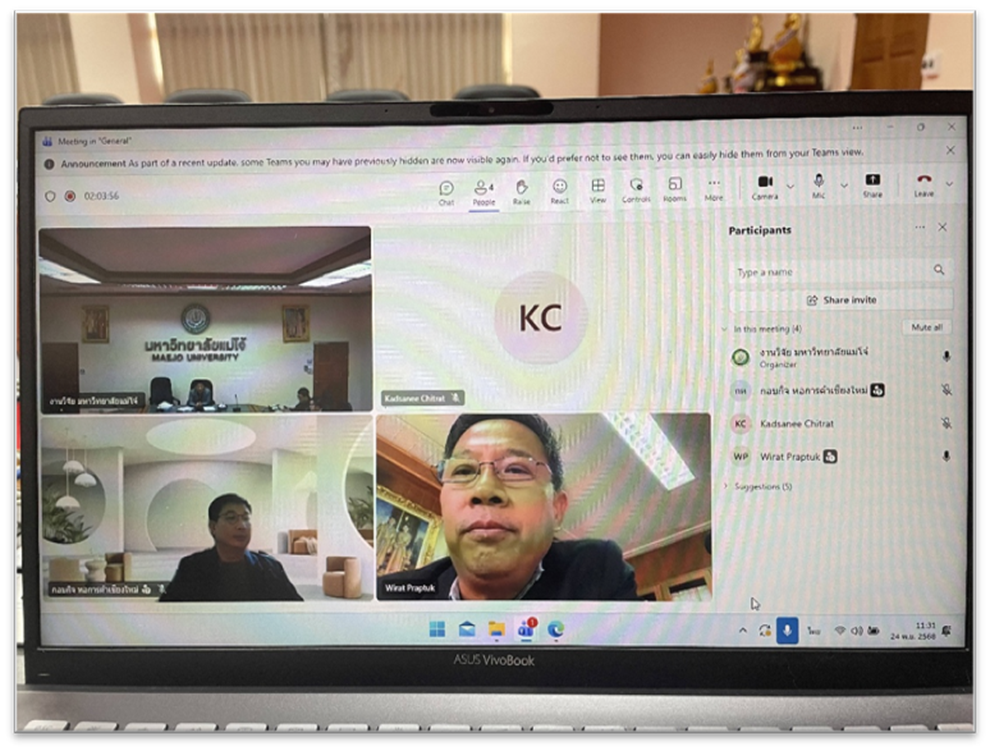 Meeting in "General"
Announcement As part of a recent update, some Teams you may have previously hidden are now visible again. If you'd prefer not to see them, you can easily hide them from your Teams view.
02:03:56
Chat
4
People
Raise
React
View
Controls
Rooms
More
Camera
Mic
Share
Leave
Participants
Type a name
Share invite
In this meeting (4)
Mute all
งานวิจัย มหาวิทยาลัยแม่โจ้
Organizer
กอบกิจ หอการค้าเชียงใหม่
KC
Kadsanee Chitrat
WP
Wirat Praptuk
Suggestions (5)
มหาวิทยาลัยแม่โจ้
MAEJO UNIVERSITY
งานวิจัย มหาวิทยาลัยแม่โจ้
KC
Kadsanee Chitrat
กอบกิจ หอการค้าเชียงใหม่
Wirat Praptuk
1
ไทย
11:31
24 พ.ย. 2568
ASUS VivoBook